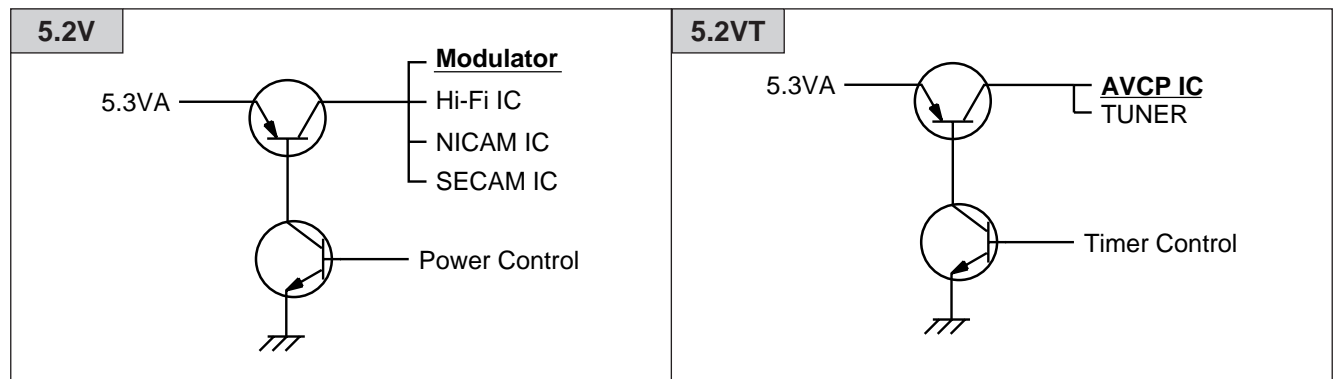 5.2V
Modulator
5.3VA
Hi-Fi IC
NICAM IC
SECAM IC
Power Control
5.2VT
5.3VA
AVCP IC
TUNER
Timer Control